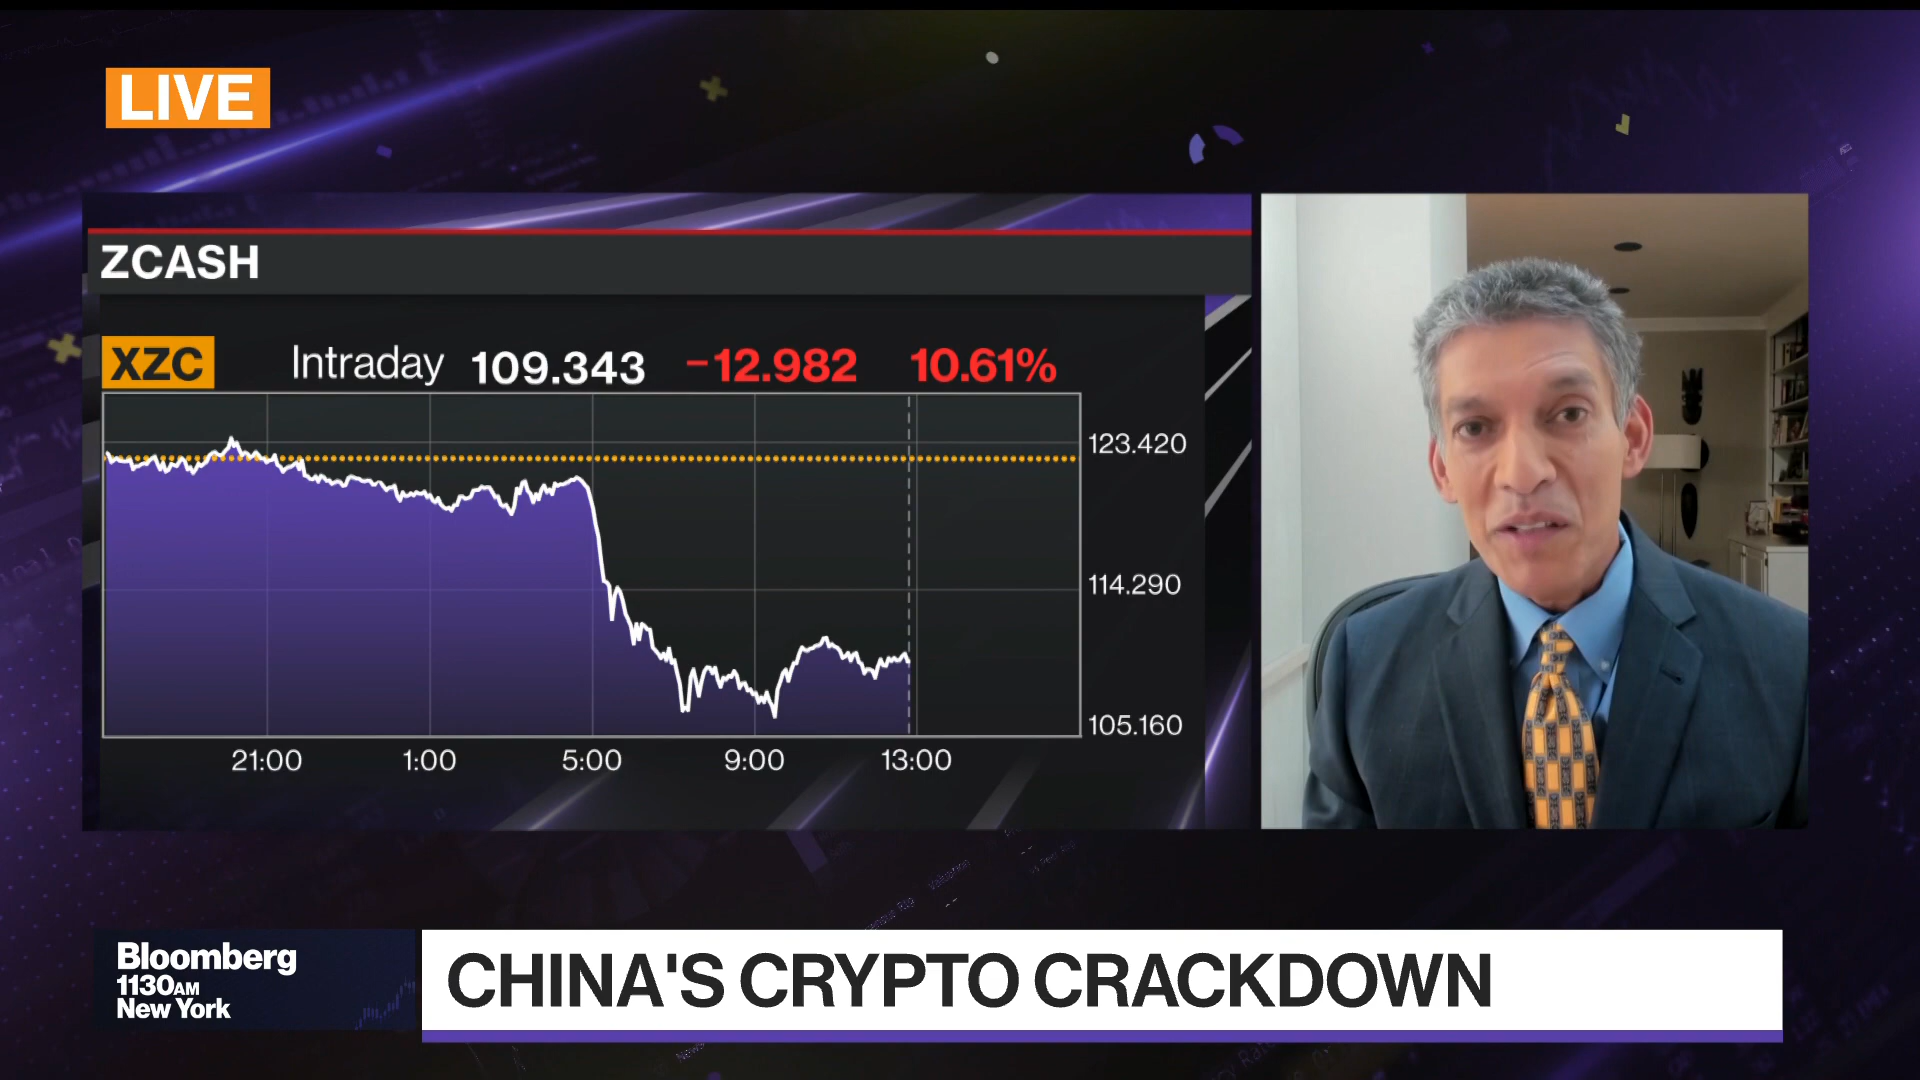 LIVE
ZCASH
XZC Intraday 109.343 −12.982 10.61%
123.420
114.290
105.160
21:00 1:00 5:00 9:00 13:00
Bloomberg
1130AM
New York
CHINA'S CRYPTO CRACKDOWN